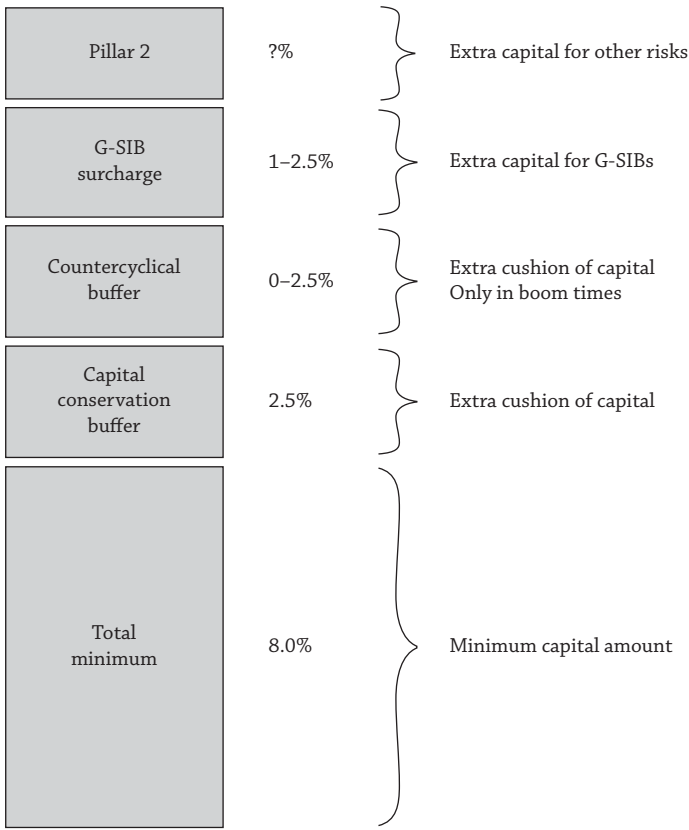 Pillar 2
?%
Extra capital for other risks
G-SIB
surcharge
1–2.5%
Extra capital for G-SIBs
Countercyclical
buffer
0–2.5%
Extra cushion of capital
Only in boom times
Capital
conservation
buffer
2.5%
Extra cushion of capital
Total
minimum
8.0%
Minimum capital amount